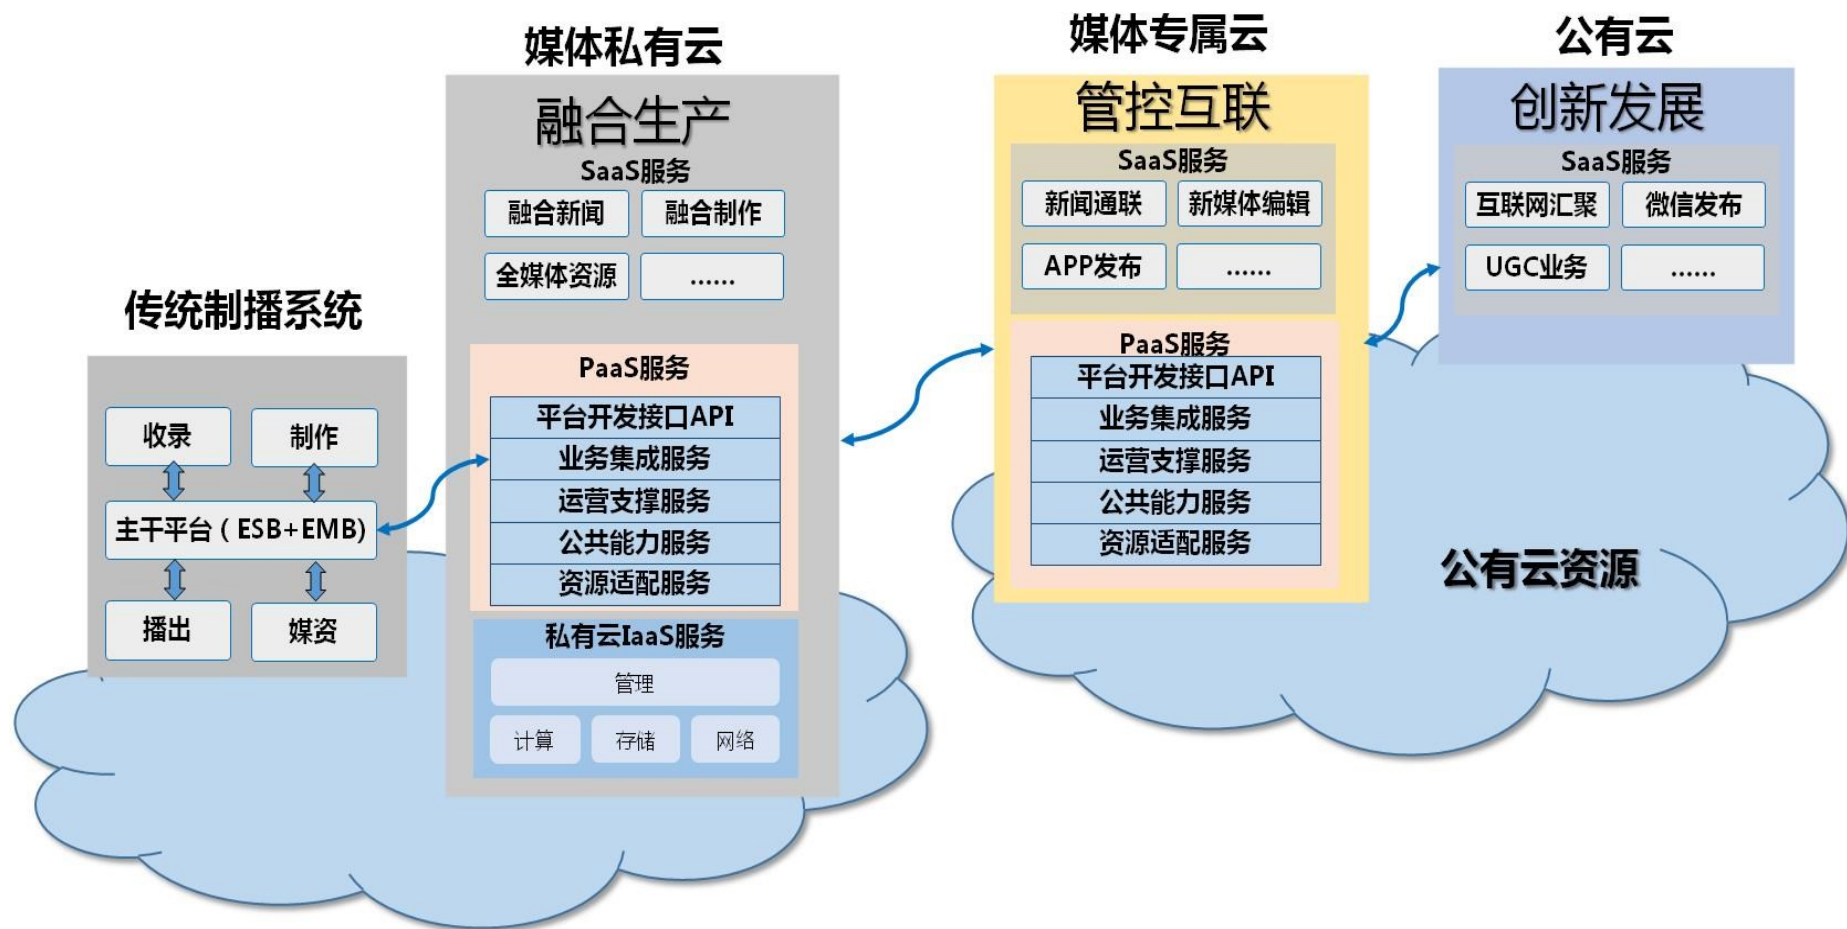 传统制播系统
收录
制作
主干平台（ESB+EMB)
播出
媒资
媒体私有云
融合生产
SaaS服务
融合新闻
融合制作
全媒体资源
......
PaaS服务
平台开发接口API
业务集成服务
运营支撑服务
公共能力服务
资源适配服务
私有云IaaS服务
管理
计算
存储
网络
媒体专属云
管控互联
SaaS服务
新闻通联
新媒体编辑
APP发布
......
PaaS服务
平台开发接口API
业务集成服务
运营支撑服务
公共能力服务
资源适配服务
公有云
创新发展
SaaS服务
互联网汇聚
微信发布
UGC业务
......
公有云资源